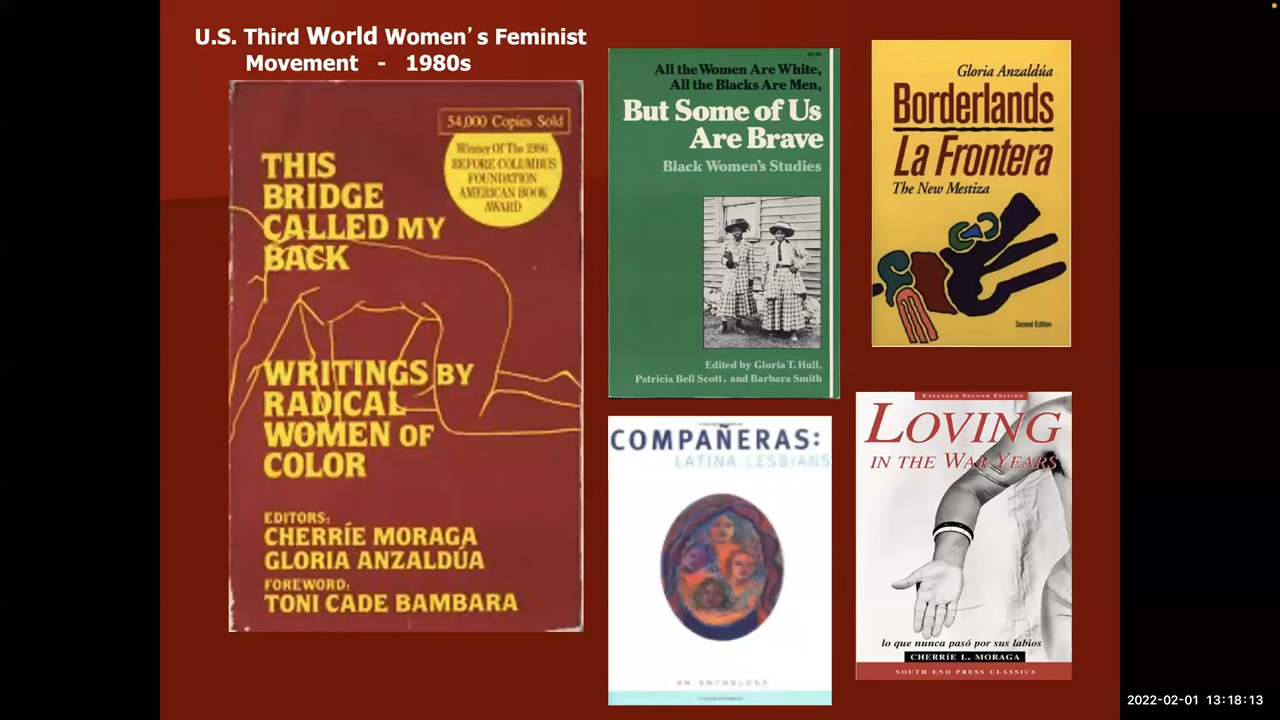 U.S. Third World Women's Feminist
Movement - 1980s
54,000 Copies Sold
Winner Of The 1986
BEFORE COLUMBUS
FOUNDATION
AMERICAN BOOK
AWARD
THIS
BRIDGE
CALLED MY
BACK
WRITINGS BY
RADICAL
WOMEN OF
COLOR
EDITORS:
CHERRÍE MORAGA
GLORIA ANZALDÚA
FOREWORD:
TONI CADE BAMBARA
All the Women Are White,
All the Blacks Are Men,
But Some of Us
Are Brave
Black Women's Studies
Edited by Gloria T. Hull,
Patricia Bell Scott, and Barbara Smith
Gloria Anzaldúa
Borderlands
La Frontera
The New Mestiza
Second Edition
COMPAÑERAS:
LATINA LESBIANS
AN ANTHOLOGY
EXPANDED SECOND EDITION
LOVING
IN THE WAR YEARS
lo que nunca pasó por sus labios
CHERRÍE L. MORAGA
SOUTH END PRESS CLASSICS
2022-02-01 13:18:13